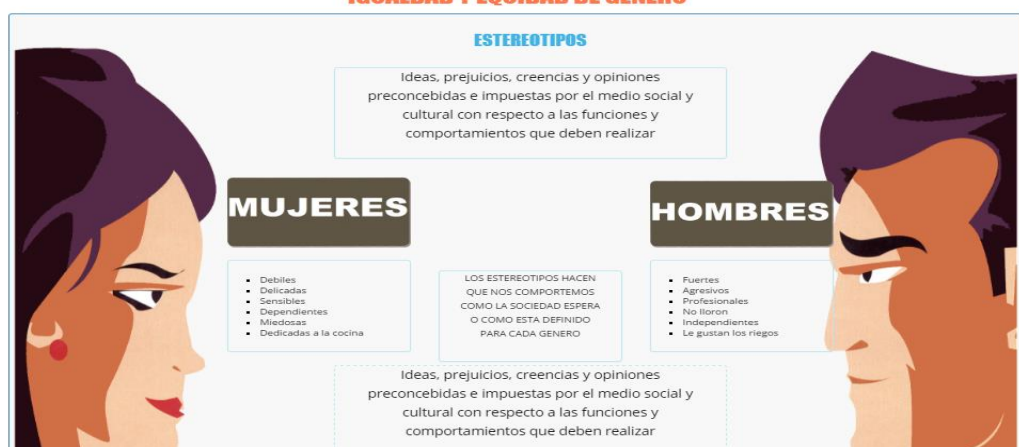 IGUALDAD Y EQUIDAD DE GENERO
ESTEREOTIPOS
Ideas, prejuicios, creencias y opiniones
preconcebidas e impuestas por el medio social y
cultural con respecto a las funciones y
comportamientos que deben realizar
MUJERES
HOMBRES
Debiles
Delicadas
Sensibles
Dependientes
Miedosas
Dedicadas a la cocina
LOS ESTEREOTIPOS HACEN
QUE NOS COMPORTEMOS
COMO LA SOCIEDAD ESPERA
O COMO ESTA DEFINIDO
PARA CADA GENERO
Fuertes
Agresivos
Profesionales
No lloron
Independientes
Le gustan los riegos
Ideas, prejuicios, creencias y opiniones
preconcebidas e impuestas por el medio social y
cultural con respecto a las funciones y
comportamientos que deben realizar